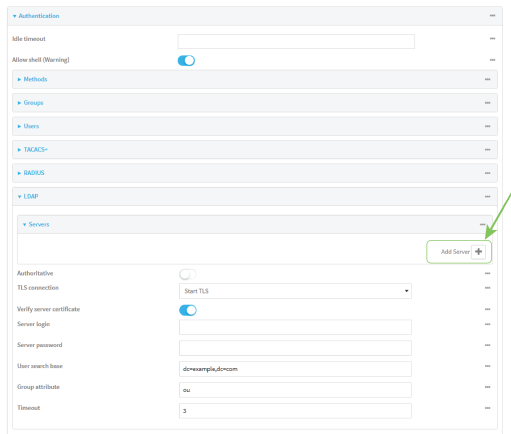 Authentication
Idle timeout
Allow shell (Warning)
Methods
Groups
Users
TACACS+
RADIUS
LDAP
Servers
Add Server
Authoritative
TLS connection Start TLS
Verify server certificate
Server login
Server password
User search base dc=example,dc=com
Group attribute ou
Timeout 3